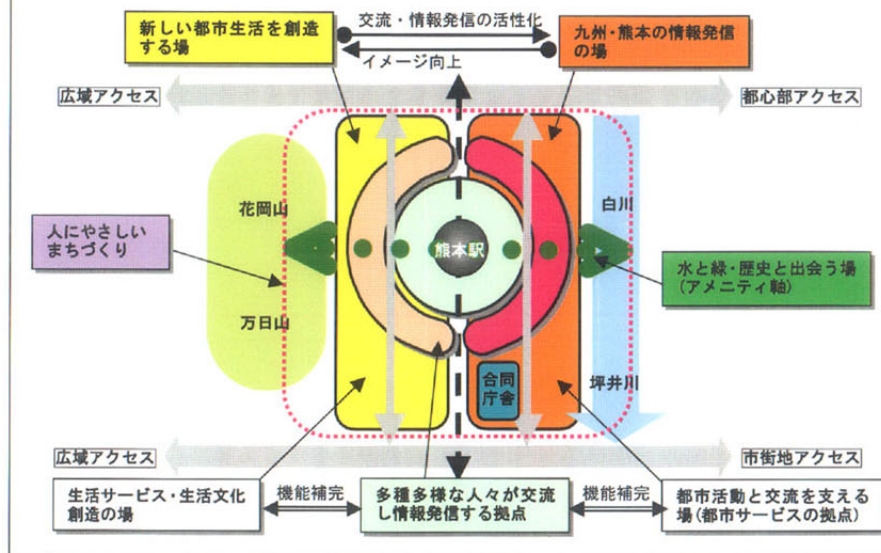 新しい都市生活を創造
する場
交流・情報発信の活性化
イメージ向上
九州・熊本の情報発信
の場
広域アクセス
都心部アクセス
花岡山
白川
人にやさしい
まちづくり
熊本駅
水と緑・歴史と出会う場
(アメニティ軸)
万日山
合同
庁舎
坪井川
広域アクセス
市街地アクセス
生活サービス・生活文化
創造の場
機能補完
多種多様な人々が交流
し情報発信する拠点
機能補完
都市活動と交流を支える
場(都市サービスの拠点)